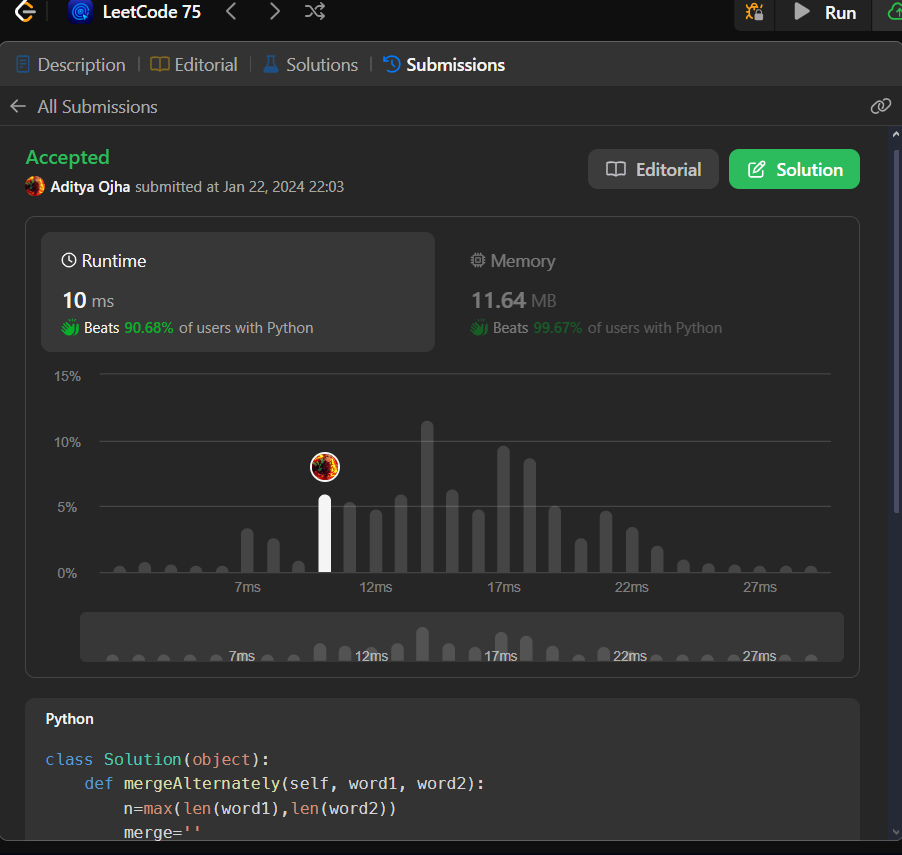 LeetCode 75
Run
Description | Editorial | Solutions | Submissions
All Submissions
Accepted
Aditya Ojha submitted at Jan 22, 2024 22:03
Editorial
Solution
Runtime
10 ms
Beats 90.68% of users with Python
Memory
11.64 MB
Beats 99.67% of users with Python
15%
10%
5%
0%
7ms 12ms 17ms 22ms 27ms
7ms 12ms 17ms 22ms 27ms
Python
class Solution(object):
    def mergeAlternately(self, word1, word2):
        n=max(len(word1),len(word2))
        merge=''